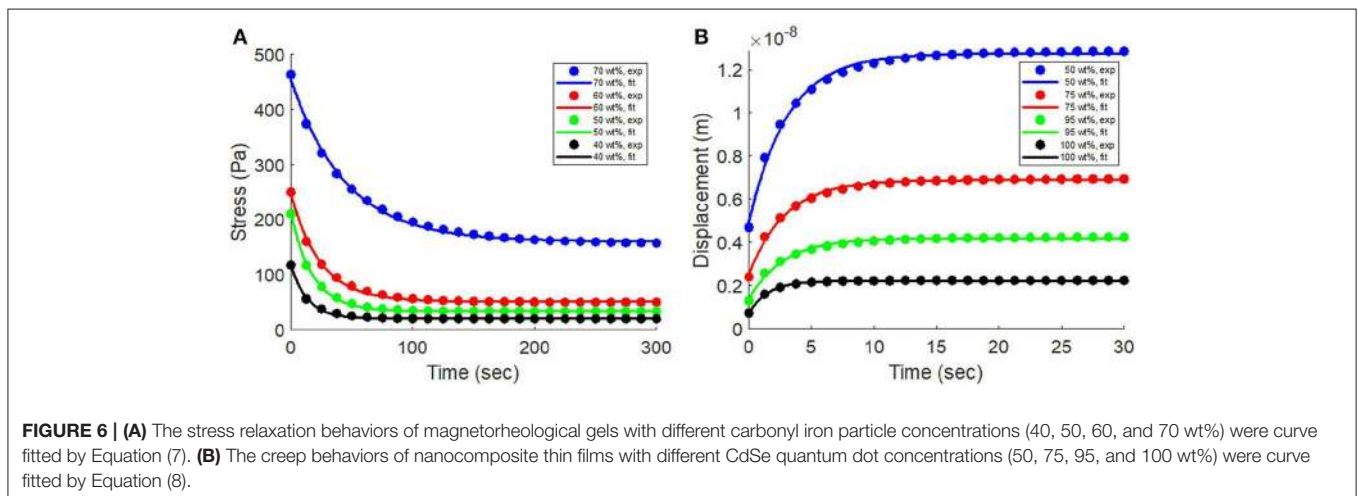 A
500
400
300
200
100
0
Stress (Pa)
0 100 200 300
Time (sec)
70 wt%, exp
70 wt%, fit
60 wt%, exp
60 wt%, fit
50 wt%, exp
50 wt%, fit
40 wt%, exp
40 wt%, fit
B
×10-8
1.2
1
0.8
0.6
0.4
0.2
0
Displacement (m)
0 5 10 15 20 25 30
Time (sec)
50 wt%, exp
50 wt%, fit
75 wt%, exp
75 wt%, fit
95 wt%, exp
95 wt%, fit
100 wt%, exp
100 wt%, fit
FIGURE 6 | (A) The stress relaxation behaviors of magnetorheological gels with different carbonyl iron particle concentrations (40, 50, 60, and 70 wt%) were curve
fitted by Equation (7). (B) The creep behaviors of nanocomposite thin films with different CdSe quantum dot concentrations (50, 75, 95, and 100 wt%) were curve
fitted by Equation (8).